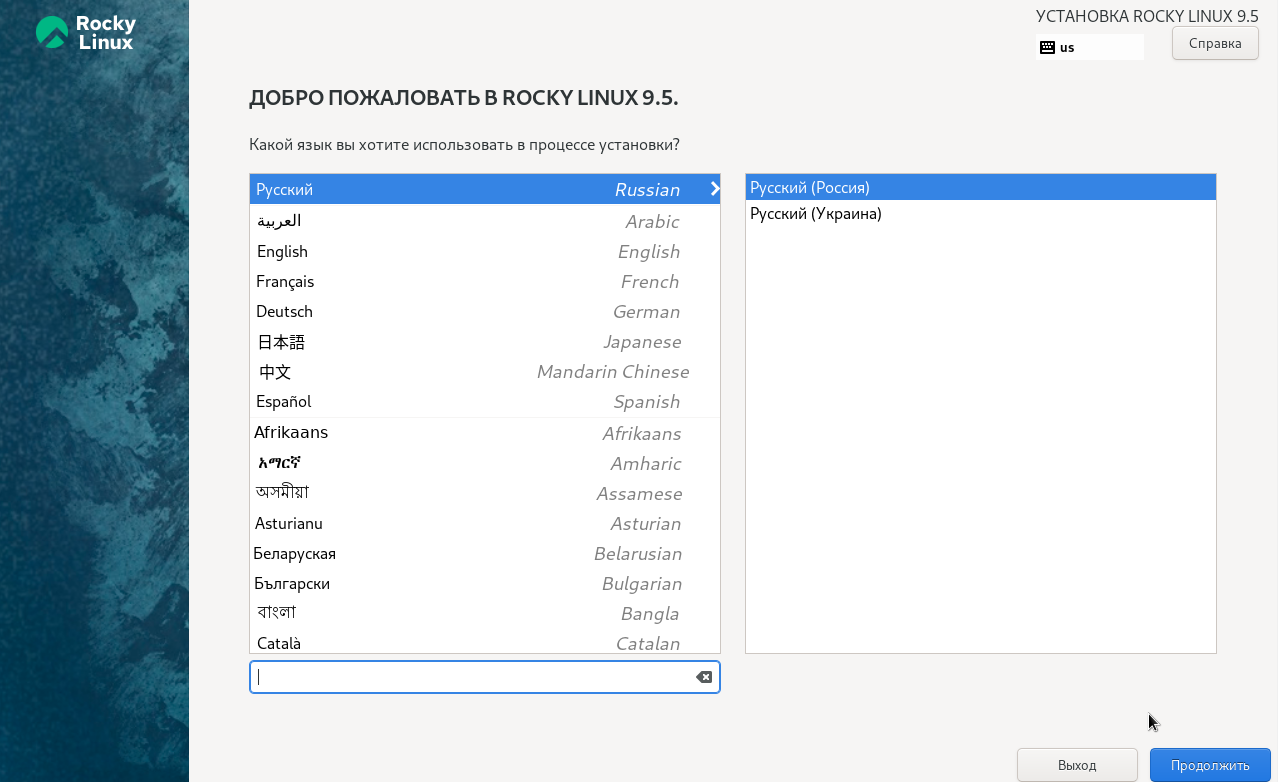 Rocky
Linux
УСТАНОВКА ROCKY LINUX 9.5
us
Справка
ДОБРО ПОЖАЛОВАТЬ В ROCKY LINUX 9.5.
Какой язык вы хотите использовать в процессе установки?
Русский Russian
العربية Arabic
English English
Français French
Deutsch German
日本語 Japanese
中文 Mandarin Chinese
Español Spanish
Afrikaans Afrikaans
አማርኛ Amharic
অসমীয়া Assamese
Asturianu Asturian
Беларуская Belarusian
Български Bulgarian
বাংলা Bangla
Català Catalan
Русский (Россия)
Русский (Украина)
Выход
Продолжить